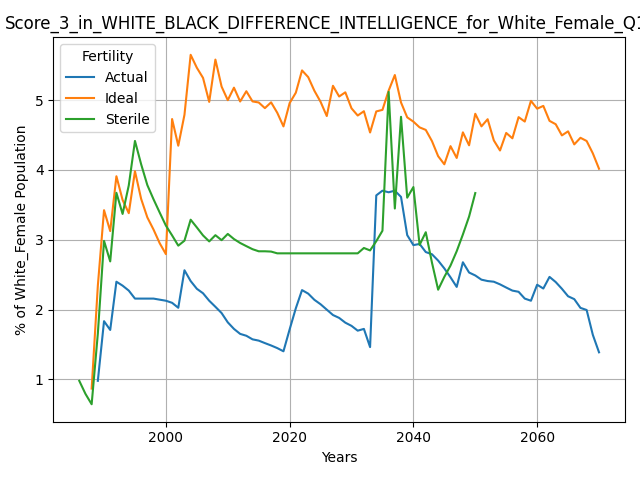 Score_3_in_WHITE_BLACK_DIFFERENCE_INTELLIGENCE_for_White_Female_Q1
Fertility
Actual
Ideal
Sterile
% of White_Female Population
5
4
3
2
1
2000 2020 2040 2060
Years